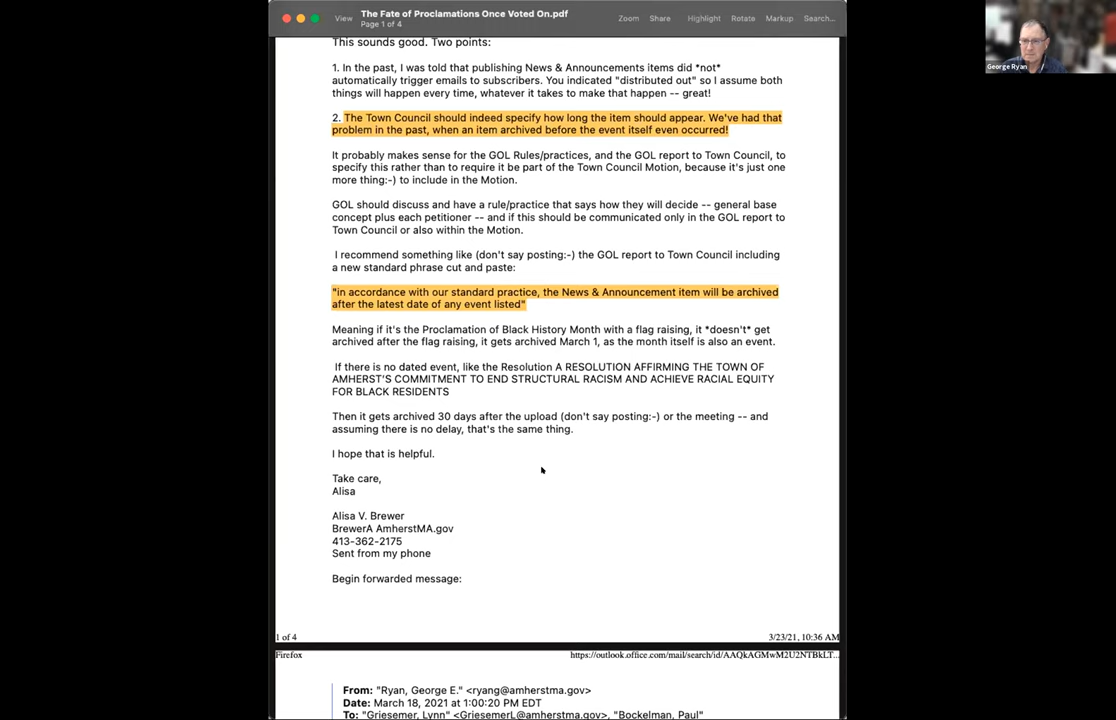 The Fate of Proclamations Once Voted On.pdf
Page 1 of 4
View
Zoom
Share
Highlight
Rotate
Markup
Search...
George Ryan
This sounds good. Two points:
1. In the past, I was told that publishing News & Announcements items did *not*
automatically trigger emails to subscribers. You indicated "distributed out" so I assume both
things will happen every time, whatever it takes to make that happen -- great!
2. The Town Council should indeed specify how long the item should appear. We've had that
problem in the past, when an item archived before the event itself even occurred!
It probably makes sense for the GOL Rules/practices, and the GOL report to Town Council, to
specify this rather than to require it be part of the Town Council Motion, because it's just one
more thing:-) to include in the Motion.
GOL should discuss and have a rule/practice that says how they will decide -- general base
concept plus each petitioner -- and if this should be communicated only in the GOL report to
Town Council or also within the Motion.
I recommend something like (don't say posting:-) the GOL report to Town Council including
a new standard phrase cut and paste:
"in accordance with our standard practice, the News & Announcement item will be archived
after the latest date of any event listed"
Meaning if it's the Proclamation of Black History Month with a flag raising, it *doesn't* get
archived after the flag raising, it gets archived March 1, as the month itself is also an event.
If there is no dated event, like the Resolution A RESOLUTION AFFIRMING THE TOWN OF
AMHERST'S COMMITMENT TO END STRUCTURAL RACISM AND ACHIEVE RACIAL EQUITY
FOR BLACK RESIDENTS
Then it gets archived 30 days after the upload (don't say posting:-) or the meeting -- and
assuming there is no delay, that's the same thing.
I hope that is helpful.
Take care,
Alisa
Alisa V. Brewer
BrewerA AmherstMA.gov
413-362-2175
Sent from my phone
Begin forwarded message:
1 of 4
3/23/21, 10:36 AM
Firefox
https://outlook.office.com/mail/search/id/AAQkAGMwM2U2NTBkLT...
From: "Ryan, George E." <ryang@amherstma.gov>
Date: March 18, 2021 at 1:00:20 PM EDT
To: "Griesemer, Lynn" <GriesemerL@amherstma.gov>, "Bockelman, Paul"